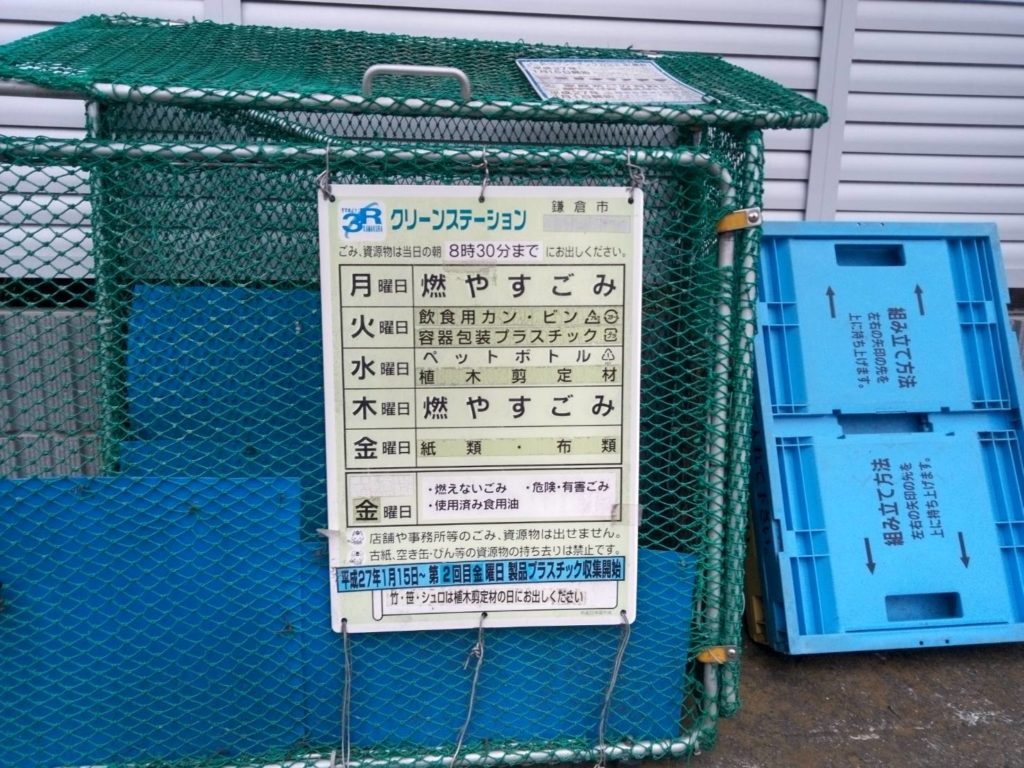 3R
クリーンステーション
鎌倉市
ごみ、資源物は当日の朝 8時30分まで にお出しください。
月曜日 燃やすごみ
火曜日 飲食用カン・ビン
容器包装プラスチック
水曜日 ペットボトル
植木剪定材
木曜日 燃やすごみ
金曜日 紙類・布類
金曜日 ・燃えないごみ ・危険・有害ごみ
・使用済み食用油
店舗や事務所等のごみ、資源物は出せません。
古紙、空き缶・びん等の資源物の持ち去りは禁止です。
平成27年1月15日~ 第2回目金曜日 製品プラスチック収集開始
竹・笹・シュロは植木剪定材の日にお出しください
組み立て方法
左右の矢印の先を
上に持ち上げます。
組み立て方法
左右の矢印の先を
上に持ち上げます。